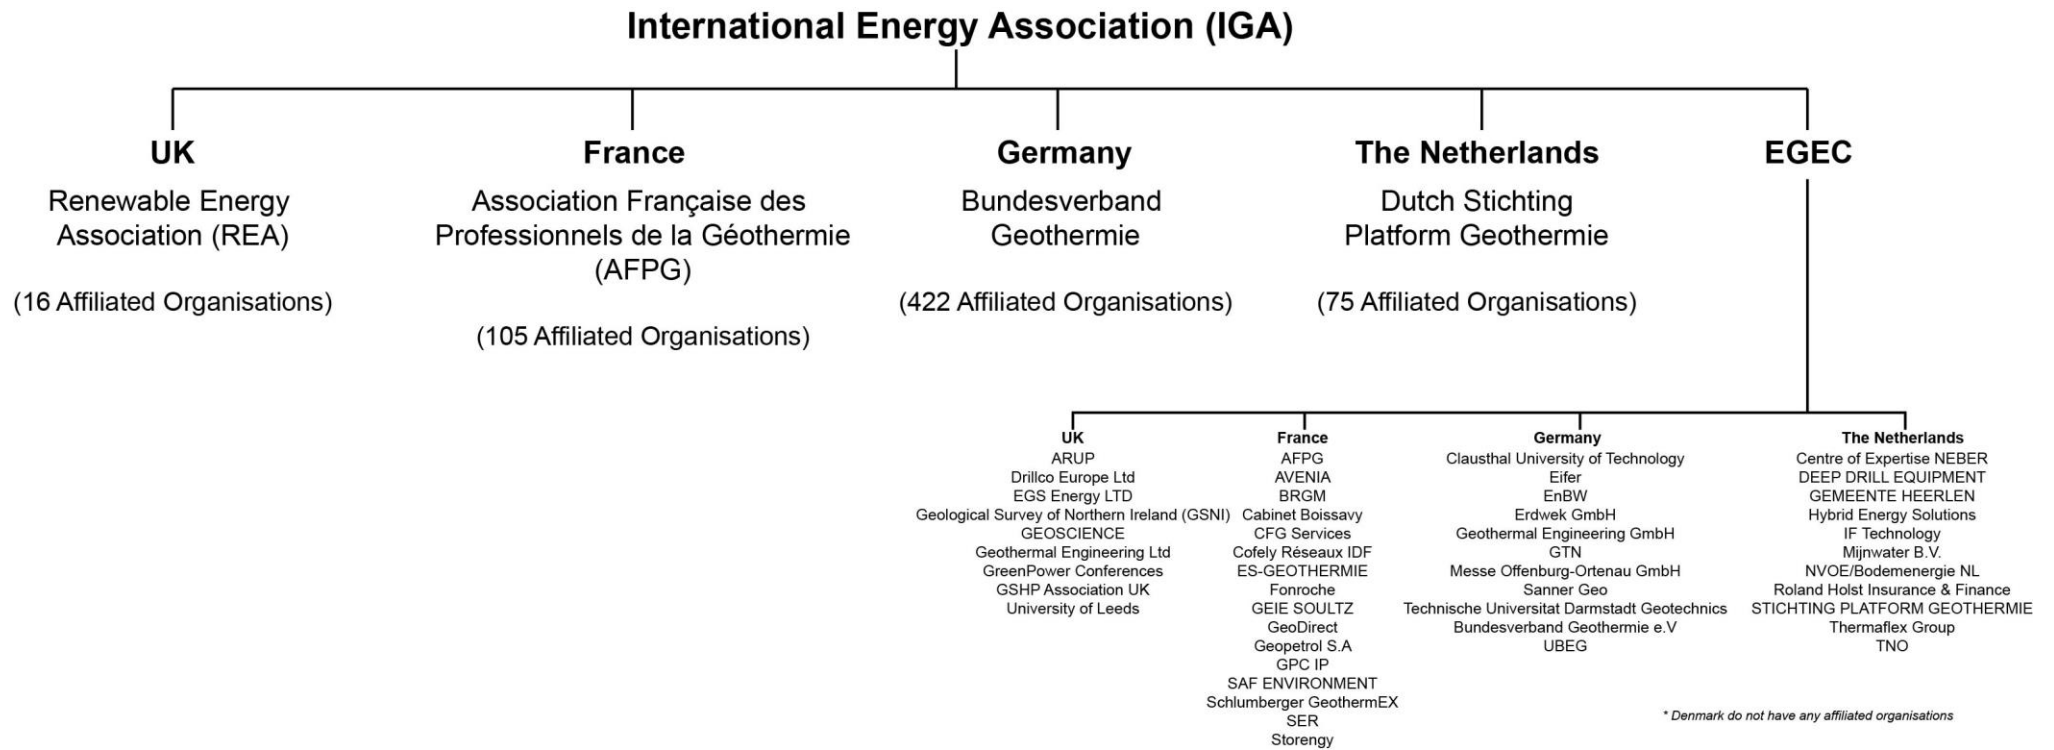 International Energy Association (IGA)
UK
Renewable Energy
Association (REA)
(16 Affiliated Organisations)
France
Association Française des
Professionnels de la Géothermie
(AFPG)
(105 Affiliated Organisations)
Germany
Bundesverband
Geothermie
(422 Affiliated Organisations)
The Netherlands
Dutch Stichting
Platform Geothermie
(75 Affiliated Organisations)
EGEC
UK
ARUP
Drillco Europe Ltd
EGS Energy LTD
Geological Survey of Northern Ireland (GSNI)
GEOSCIENCE
Geothermal Engineering Ltd
GreenPower Conferences
GSHP Association UK
University of Leeds
France
AFPG
AVENIA
BRGM
Cabinet Boissavy
CFG Services
Cofely Réseaux IDF
ES-GEOTHERMIE
Fonroche
GEIE SOULTZ
GeoDirect
Geopetrol S.A
GPC IP
SAF ENVIRONMENT
Schlumberger GeothermEX
SER
Storengy
Germany
Clausthal University of Technology
Eifer
EnBW
Erdwek GmbH
Geothermal Engineering GmbH
GTN
Messe Offenburg-Ortenau GmbH
Sanner Geo
Technische Universitat Darmstadt Geotechnics
Bundesverband Geothermie e.V
UBEG
The Netherlands
Centre of Expertise NEBER
DEEP DRILL EQUIPMENT
GEMEENTE HEERLEN
Hybrid Energy Solutions
IF Technology
Mijnwater B.V.
NVOE/Bodemenergie NL
Roland Holst Insurance & Finance
STICHTING PLATFORM GEOTHERMIE
Thermaflex Group
TNO
* Denmark do not have any affiliated organisations